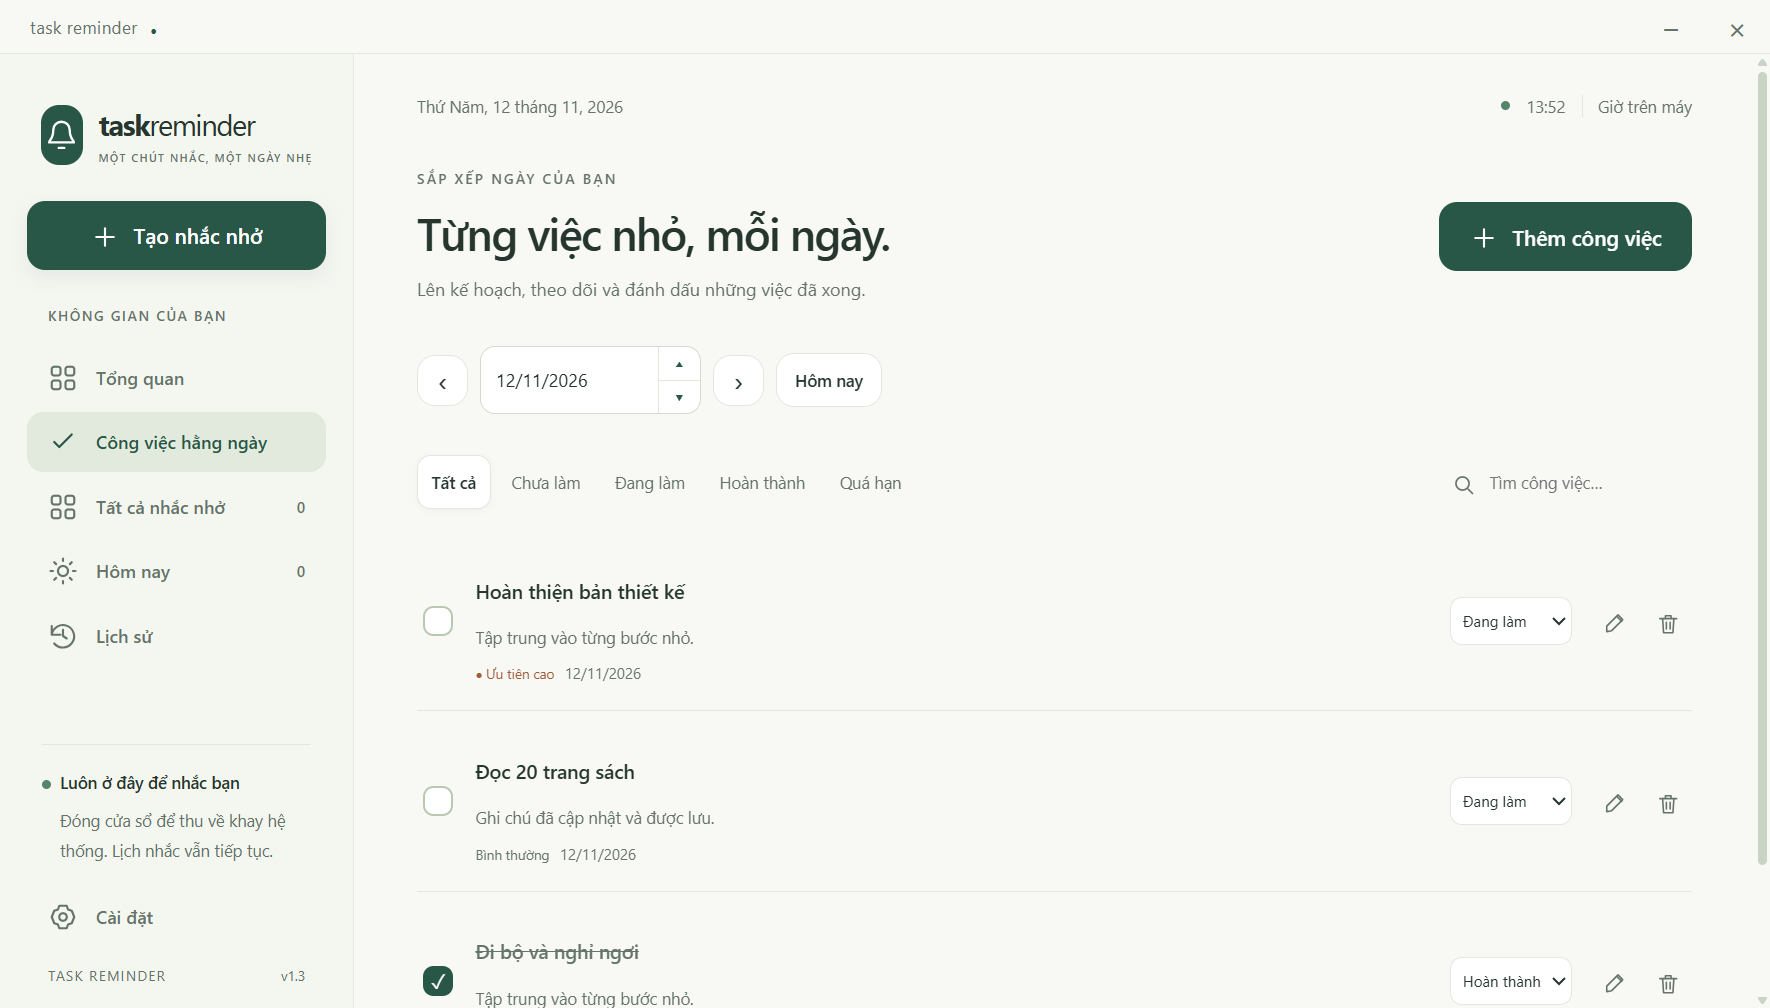 task reminder
taskreminder
MỘT CHÚT NHẮC, MỘT NGÀY NHẸ
Tạo nhắc nhở
KHÔNG GIAN CỦA BẠN
Tổng quan
Công việc hằng ngày
Tất cả nhắc nhở 0
Hôm nay 0
Lịch sử
Luôn ở đây để nhắc bạn
Đóng cửa sổ để thu về khay hệ
thống. Lịch nhắc vẫn tiếp tục.
Cài đặt
TASK REMINDER v1.3
Thứ Năm, 12 tháng 11, 2026
13:52 Giờ trên máy
SẮP XẾP NGÀY CỦA BẠN
Từng việc nhỏ, mỗi ngày.
Lên kế hoạch, theo dõi và đánh dấu những việc đã xong.
Thêm công việc
12/11/2026
Hôm nay
Tất cả Chưa làm Đang làm Hoàn thành Quá hạn
Tìm công việc...
Hoàn thiện bản thiết kế
Tập trung vào từng bước nhỏ.
• Ưu tiên cao 12/11/2026
Đang làm
Đọc 20 trang sách
Ghi chú đã cập nhật và được lưu.
Bình thường 12/11/2026
Đang làm
Đi bộ và nghỉ ngơi
Tập trung vào từng bước nhỏ.
Hoàn thành